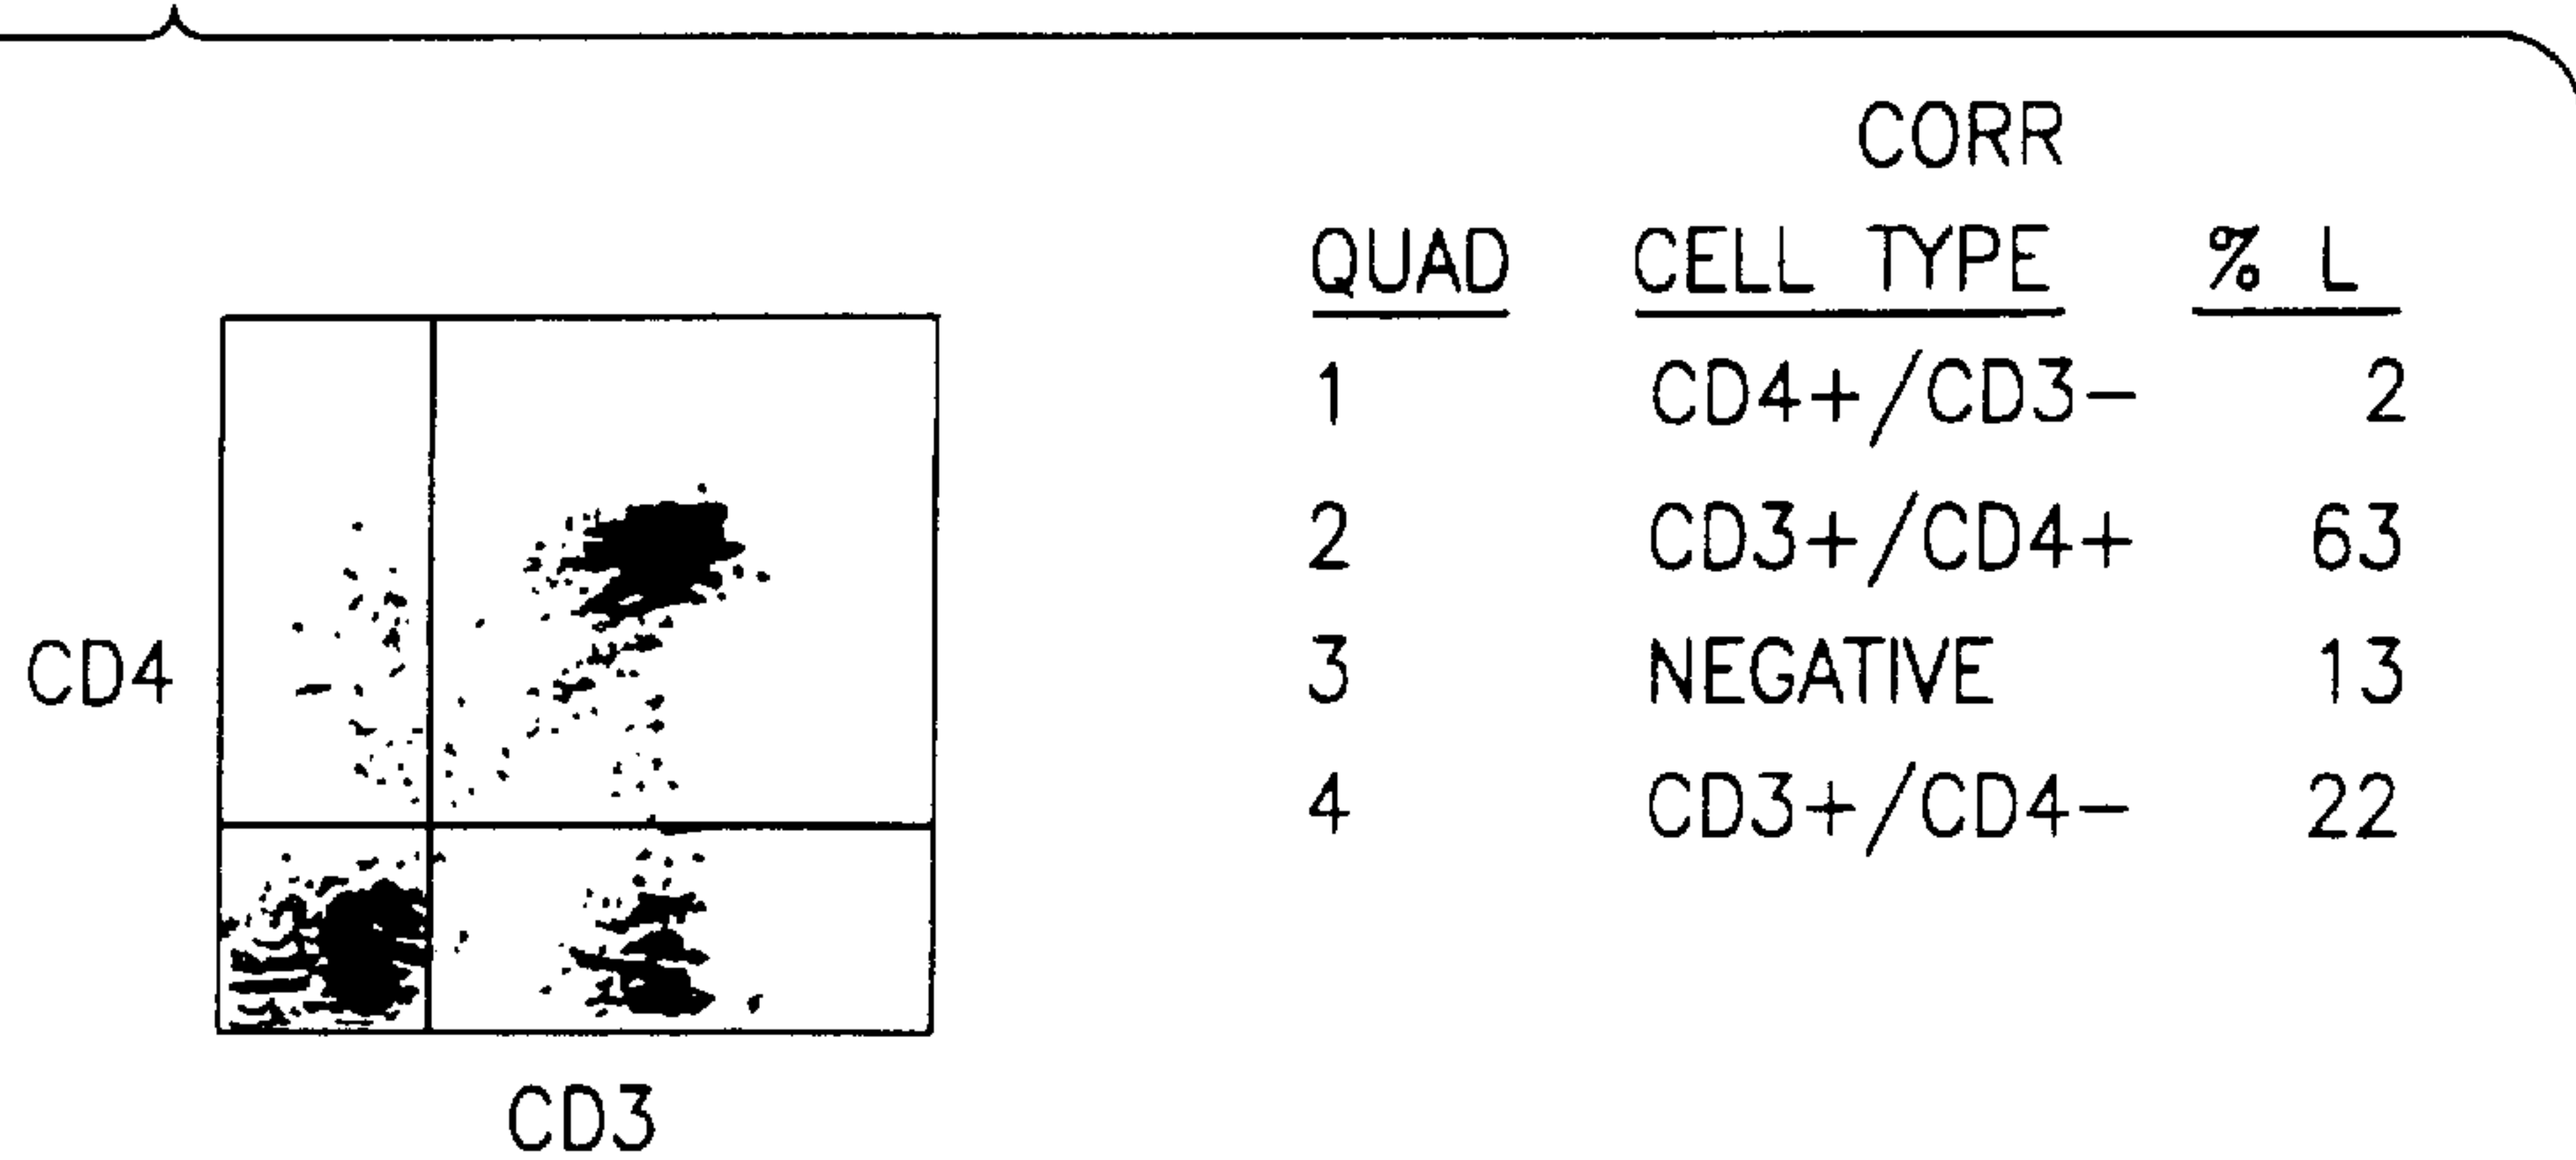 CORR
QUAD CELL TYPE % L
1 CD4+/CD3- 2
2 CD3+/CD4+ 63
3 NEGATIVE 13
4 CD3+/CD4- 22
CD4
CD3